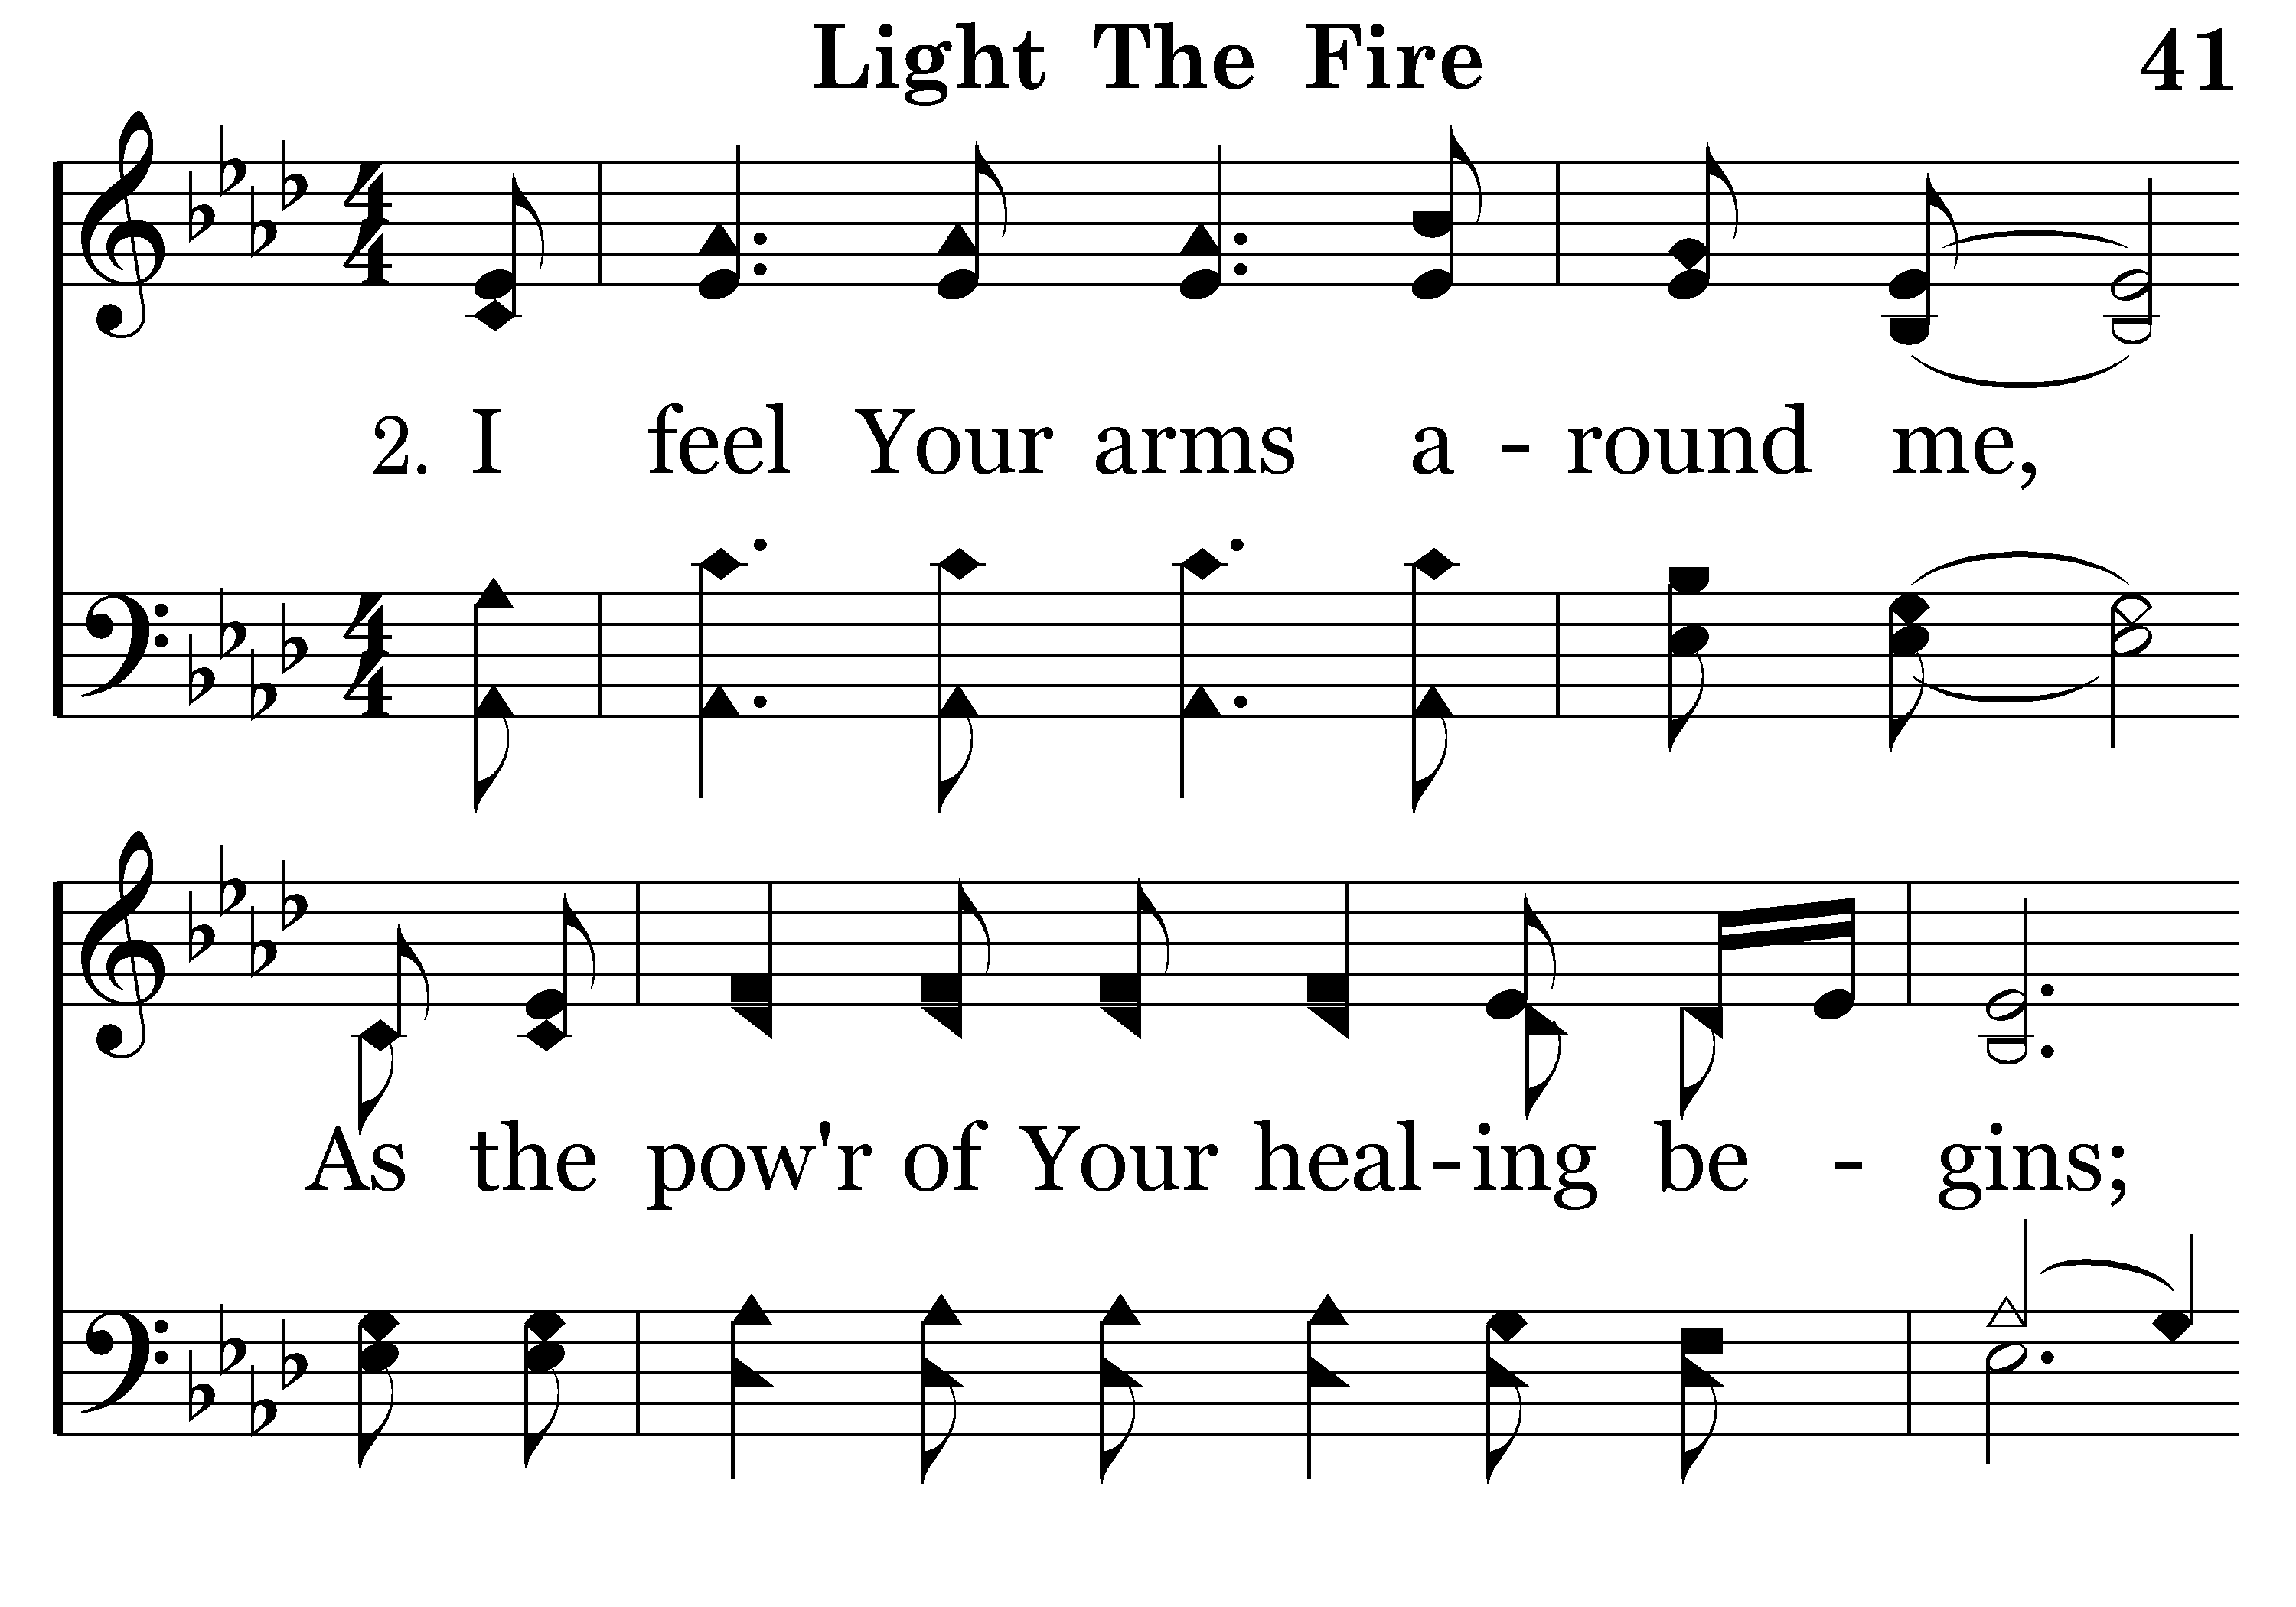 Light The Fire 41
2. I feel Your arms a - round me,
As the pow'r of Your heal-ing be - gins;